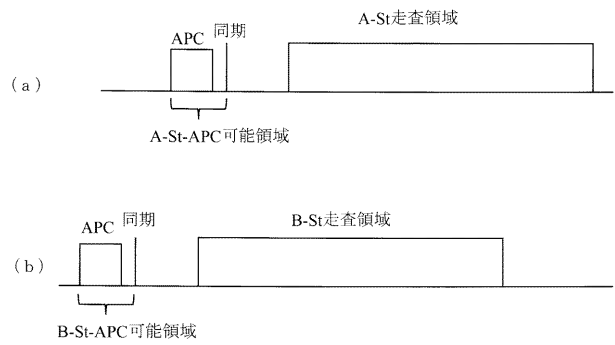 A-St走査領域
APC
同期
(a)
A-St-APC可能領域
B-St走査領域
APC
同期
(b)
B-St-APC可能領域